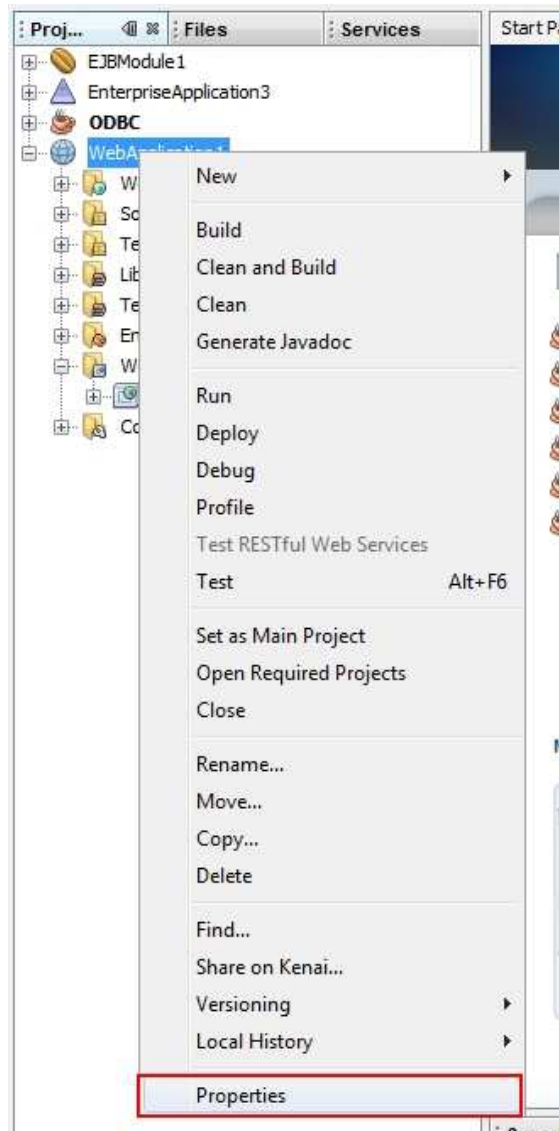 Proj...
Files
Services
Start
EJBModule1
EnterpriseApplication3
ODBC
New
Build
Clean and Build
Clean
Generate Javadoc
Run
Deploy
Debug
Profile
Test RESTful Web Services
Test Alt+F6
Set as Main Project
Open Required Projects
Close
Rename...
Move...
Copy...
Delete
Find...
Share on Kenai...
Versioning
Local History
Properties